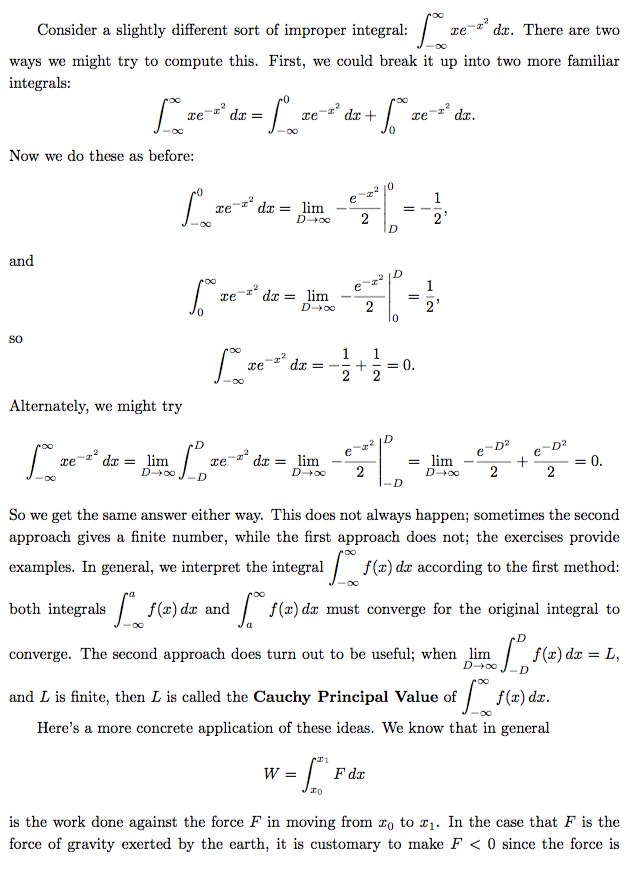 Consider a slightly different sort of improper integral: $\int_{-\infty}^{\infty} xe^{-x^2}\,dx$. There are two
ways we might try to compute this. First, we could break it up into two more familiar
integrals:
$\int_{-\infty}^{\infty} xe^{-x^2}\,dx = \int_{-\infty}^{0} xe^{-x^2}\,dx + \int_{0}^{\infty} xe^{-x^2}\,dx.$
Now we do these as before:
$\int_{-\infty}^{0} xe^{-x^2}\,dx = \lim_{D\to\infty} \left.-\frac{e^{-x^2}}{2}\right|_{D}^{0} = -\frac{1}{2},$
and
$\int_{0}^{\infty} xe^{-x^2}\,dx = \lim_{D\to\infty} \left.-\frac{e^{-x^2}}{2}\right|_{0}^{D} = \frac{1}{2},$
so
$\int_{-\infty}^{\infty} xe^{-x^2}\,dx = -\frac{1}{2} + \frac{1}{2} = 0.$
Alternately, we might try
$\int_{-\infty}^{\infty} xe^{-x^2}\,dx = \lim_{D\to\infty} \int_{-D}^{D} xe^{-x^2}\,dx = \lim_{D\to\infty} \left.-\frac{e^{-x^2}}{2}\right|_{-D}^{D} = \lim_{D\to\infty} -\frac{e^{-D^2}}{2} + \frac{e^{-D^2}}{2} = 0.$
So we get the same answer either way. This does not always happen; sometimes the second
approach gives a finite number, while the first approach does not; the exercises provide
examples. In general, we interpret the integral $\int_{-\infty}^{\infty} f(x)\,dx$ according to the first method:
both integrals $\int_{-\infty}^{a} f(x)\,dx$ and $\int_{a}^{\infty} f(x)\,dx$ must converge for the original integral to
converge. The second approach does turn out to be useful; when $\lim_{D\to\infty} \int_{-D}^{D} f(x)\,dx = L$,
and $L$ is finite, then $L$ is called the Cauchy Principal Value of $\int_{-\infty}^{\infty} f(x)\,dx$.
Here's a more concrete application of these ideas. We know that in general
$W = \int_{x_0}^{x_1} F\,dx$
is the work done against the force $F$ in moving from $x_0$ to $x_1$. In the case that $F$ is the
force of gravity exerted by the earth, it is customary to make $F < 0$ since the force is